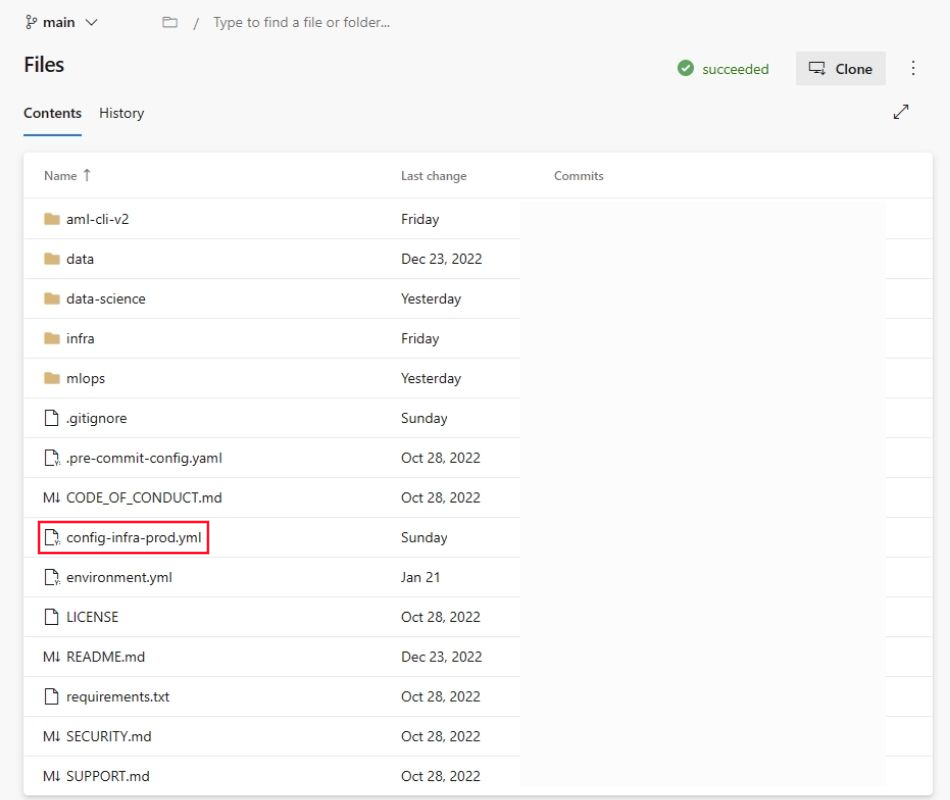 main / Type to find a file or folder...
Files
succeeded Clone
Contents History
Name Last change Commits
aml-cli-v2 Friday
data Dec 23, 2022
data-science Yesterday
infra Friday
mlops Yesterday
.gitignore Sunday
.pre-commit-config.yaml Oct 28, 2022
M↓ CODE_OF_CONDUCT.md Oct 28, 2022
config-infra-prod.yml Sunday
environment.yml Jan 21
LICENSE Oct 28, 2022
M↓ README.md Dec 23, 2022
requirements.txt Oct 28, 2022
M↓ SECURITY.md Oct 28, 2022
M↓ SUPPORT.md Oct 28, 2022